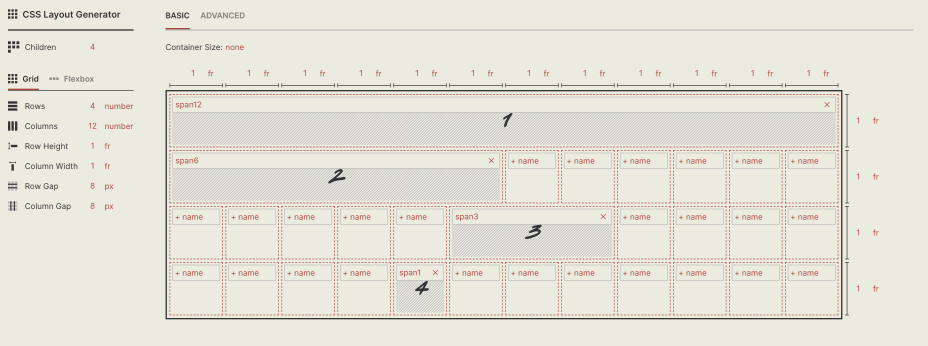 CSS Layout Generator
BASIC ADVANCED
Children 4
Container Size: none
Grid Flexbox
1 fr 1 fr 1 fr 1 fr 1 fr 1 fr 1 fr 1 fr 1 fr 1 fr 1 fr 1 fr
Rows 4 number
Columns 12 number
Row Height 1 fr
Column Width 1 fr
Row Gap 8 px
Column Gap 8 px
span12 ×
1
1 fr
span6 × + name + name + name + name + name + name
2
1 fr
+ name + name + name + name + name span3 × + name + name + name + name
3
1 fr
+ name + name + name + name span1 × + name + name + name + name + name + name + name
4
1 fr